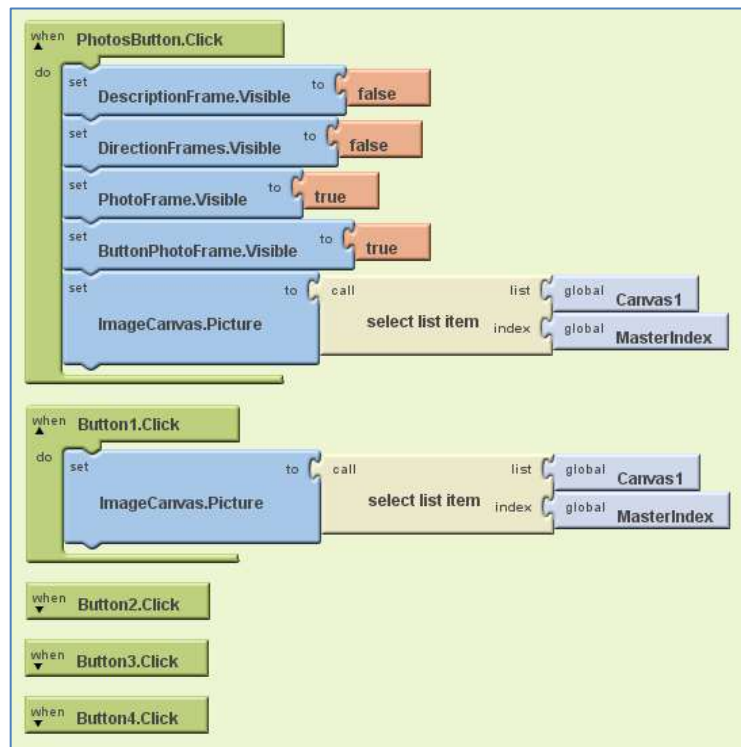 when PhotosButton.Click
do
set DescriptionFrame.Visible to false
set DirectionFrames.Visible to false
set PhotoFrame.Visible to true
set ButtonPhotoFrame.Visible to true
set ImageCanvas.Picture to call select list item list global Canvas1
index global MasterIndex
when Button1.Click
do
set ImageCanvas.Picture to call select list item list global Canvas1
index global MasterIndex
when Button2.Click
when Button3.Click
when Button4.Click